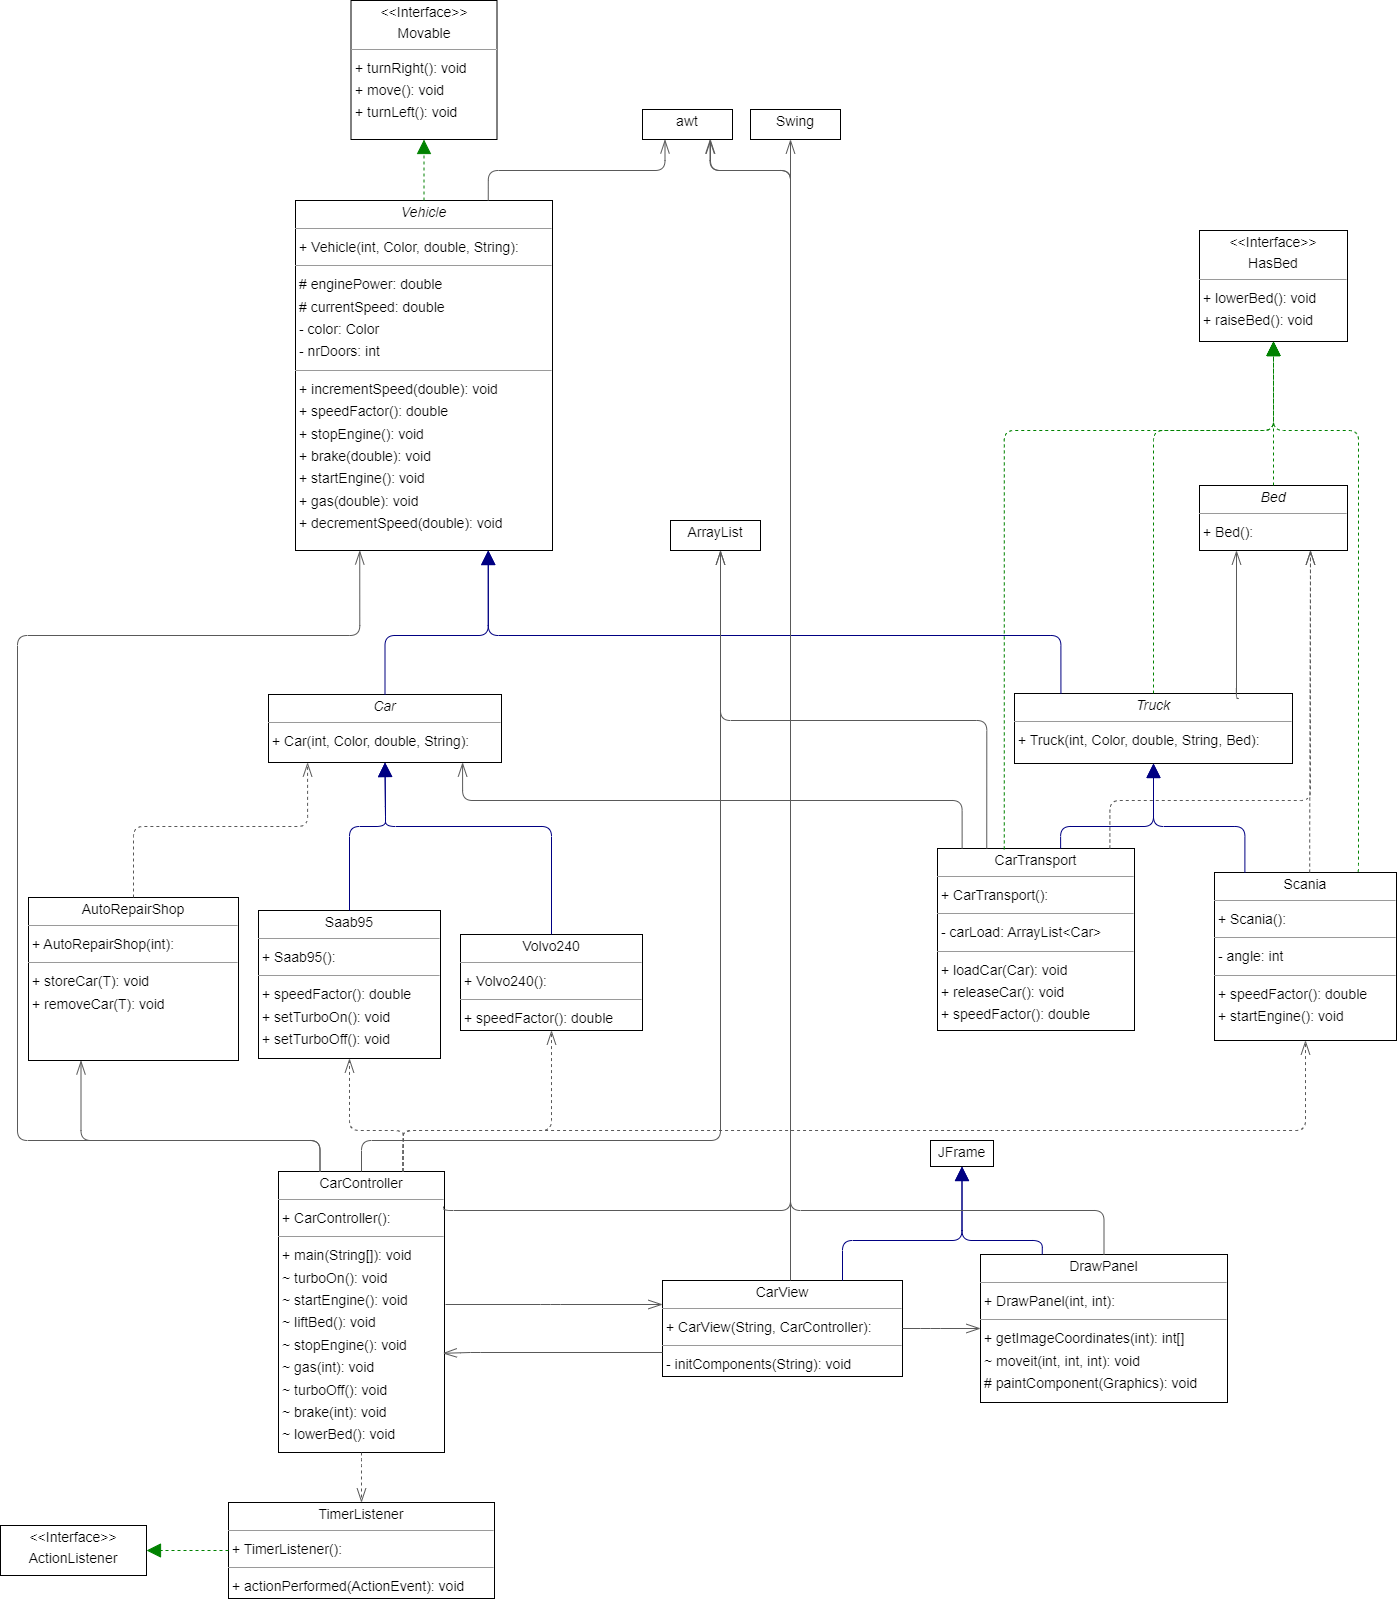 <<Interface>>
Movable
+ turnRight(): void
+ move(): void
+ turnLeft(): void
awt
Swing
Vehicle
+ Vehicle(int, Color, double, String):
# enginePower: double
# currentSpeed: double
- color: Color
- nrDoors: int
+ incrementSpeed(double): void
+ speedFactor(): double
+ stopEngine(): void
+ brake(double): void
+ startEngine(): void
+ gas(double): void
+ decrementSpeed(double): void
<<Interface>>
HasBed
+ lowerBed(): void
+ raiseBed(): void
Bed
+ Bed():
ArrayList
Car
+ Car(int, Color, double, String):
Truck
+ Truck(int, Color, double, String, Bed):
AutoRepairShop
+ AutoRepairShop(int):
+ storeCar(T): void
+ removeCar(T): void
Saab95
+ Saab95():
+ speedFactor(): double
+ setTurboOn(): void
+ setTurboOff(): void
Volvo240
+ Volvo240():
+ speedFactor(): double
CarTransport
+ CarTransport():
- carLoad: ArrayList<Car>
+ loadCar(Car): void
+ releaseCar(): void
+ speedFactor(): double
Scania
+ Scania():
- angle: int
+ speedFactor(): double
+ startEngine(): void
JFrame
CarController
+ CarController():
+ main(String[]): void
~ turboOn(): void
~ startEngine(): void
~ liftBed(): void
~ stopEngine(): void
~ gas(int): void
~ turboOff(): void
~ brake(int): void
~ lowerBed(): void
CarView
+ CarView(String, CarController):
- initComponents(String): void
DrawPanel
+ DrawPanel(int, int):
+ getImageCoordinates(int): int[]
~ moveit(int, int, int): void
# paintComponent(Graphics): void
TimerListener
+ TimerListener():
+ actionPerformed(ActionEvent): void
<<Interface>>
ActionListener